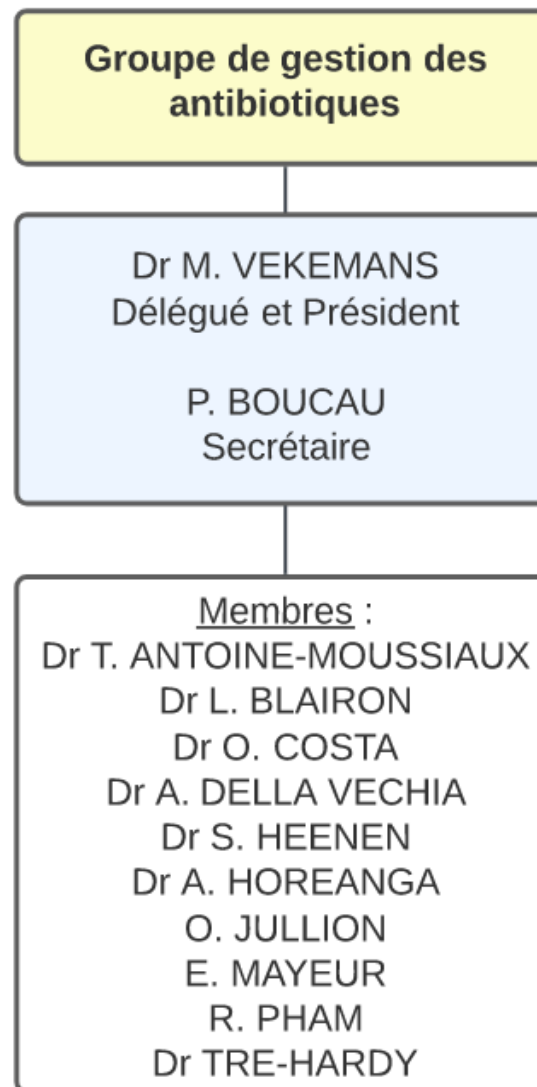 Groupe de gestion des
antibiotiques
Dr M. VEKEMANS
Délégué et Président
P. BOUCAU
Secrétaire
Membres :
Dr T. ANTOINE-MOUSSIAUX
Dr L. BLAIRON
Dr O. COSTA
Dr A. DELLA VECHIA
Dr S. HEENEN
Dr A. HOREANGA
O. JULLION
E. MAYEUR
R. PHAM
Dr TRE-HARDY